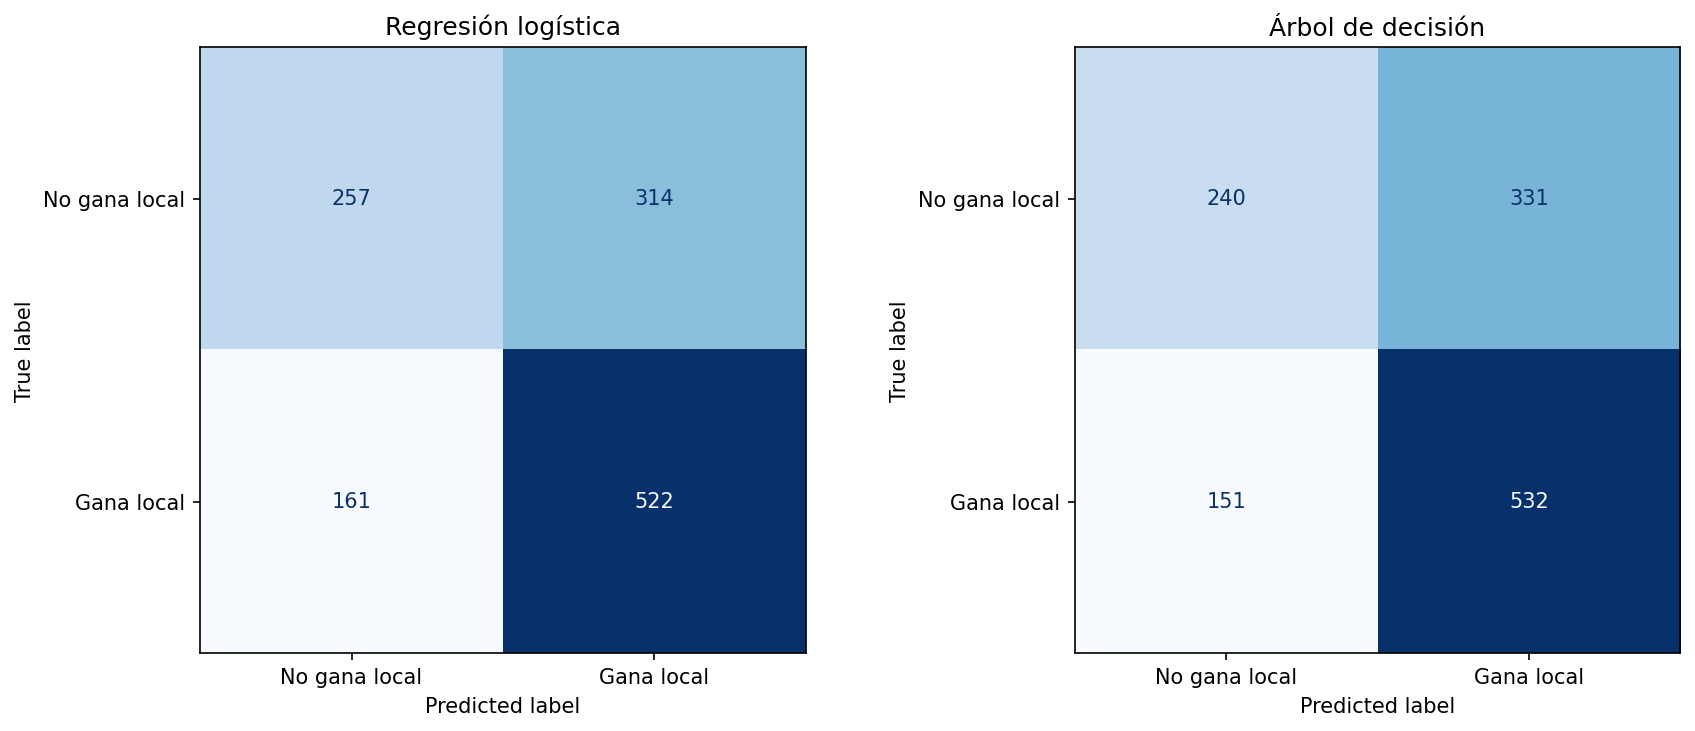 Regresión logística
No gana local
257
314
True label
Gana local
161
522
No gana local
Gana local
Predicted label
Árbol de decisión
No gana local
240
331
True label
Gana local
151
532
No gana local
Gana local
Predicted label